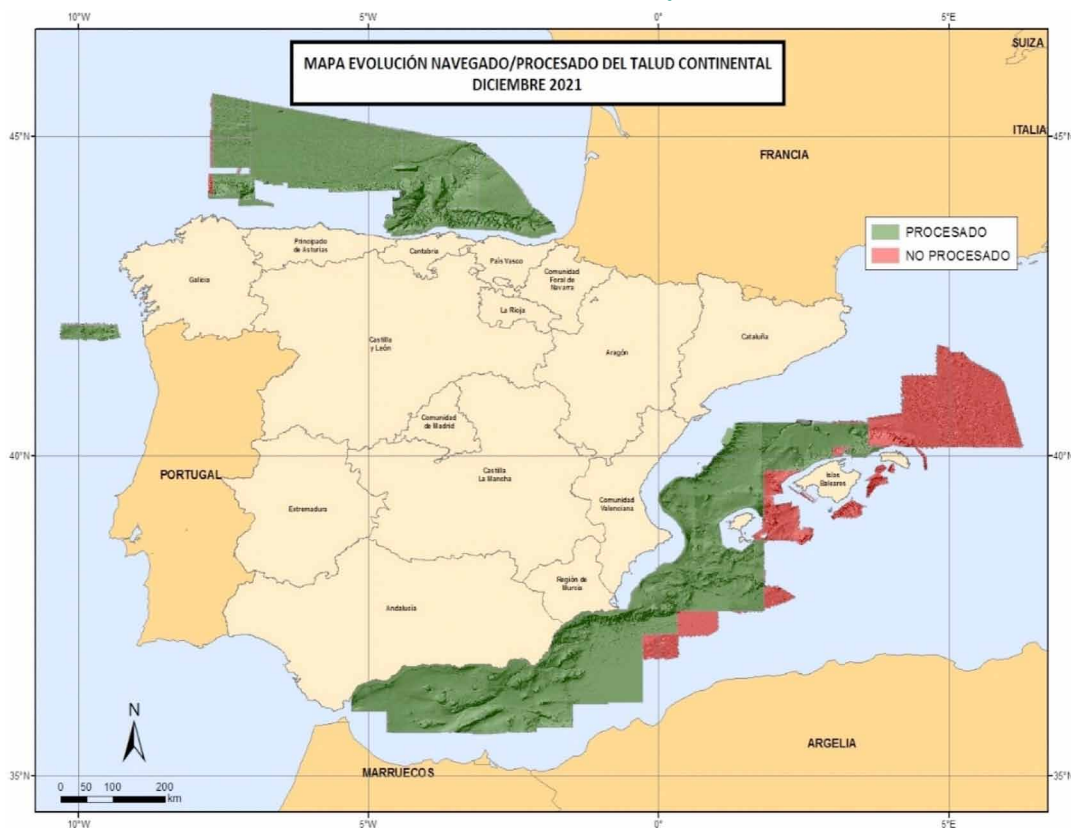 10°W 5°W 0° 5°E
MAPA EVOLUCIÓN NAVEGADO/PROCESADO DEL TALUD CONTINENTAL
DICIEMBRE 2021
SUIZA
45°N
ITALIA
45°N
FRANCIA
PROCESADO
NO PROCESADO
Principado
de Asturias
Cantabria
País Vasco
Comunidad
Foral de
Navarra
Galicia
La Rioja
Castilla
y León
Aragón
Cataluña
Comunidad
de Madrid
40°N
40°N
PORTUGAL
Castilla
La Mancha
Islas
Baleares
Extremadura
Comunidad
Valenciana
Región de
Murcia
Andalucía
N
ARGELIA
MARRUECOS
35°N
35°N
0 50 100 200
km
10°W 5°W 0° 5°E